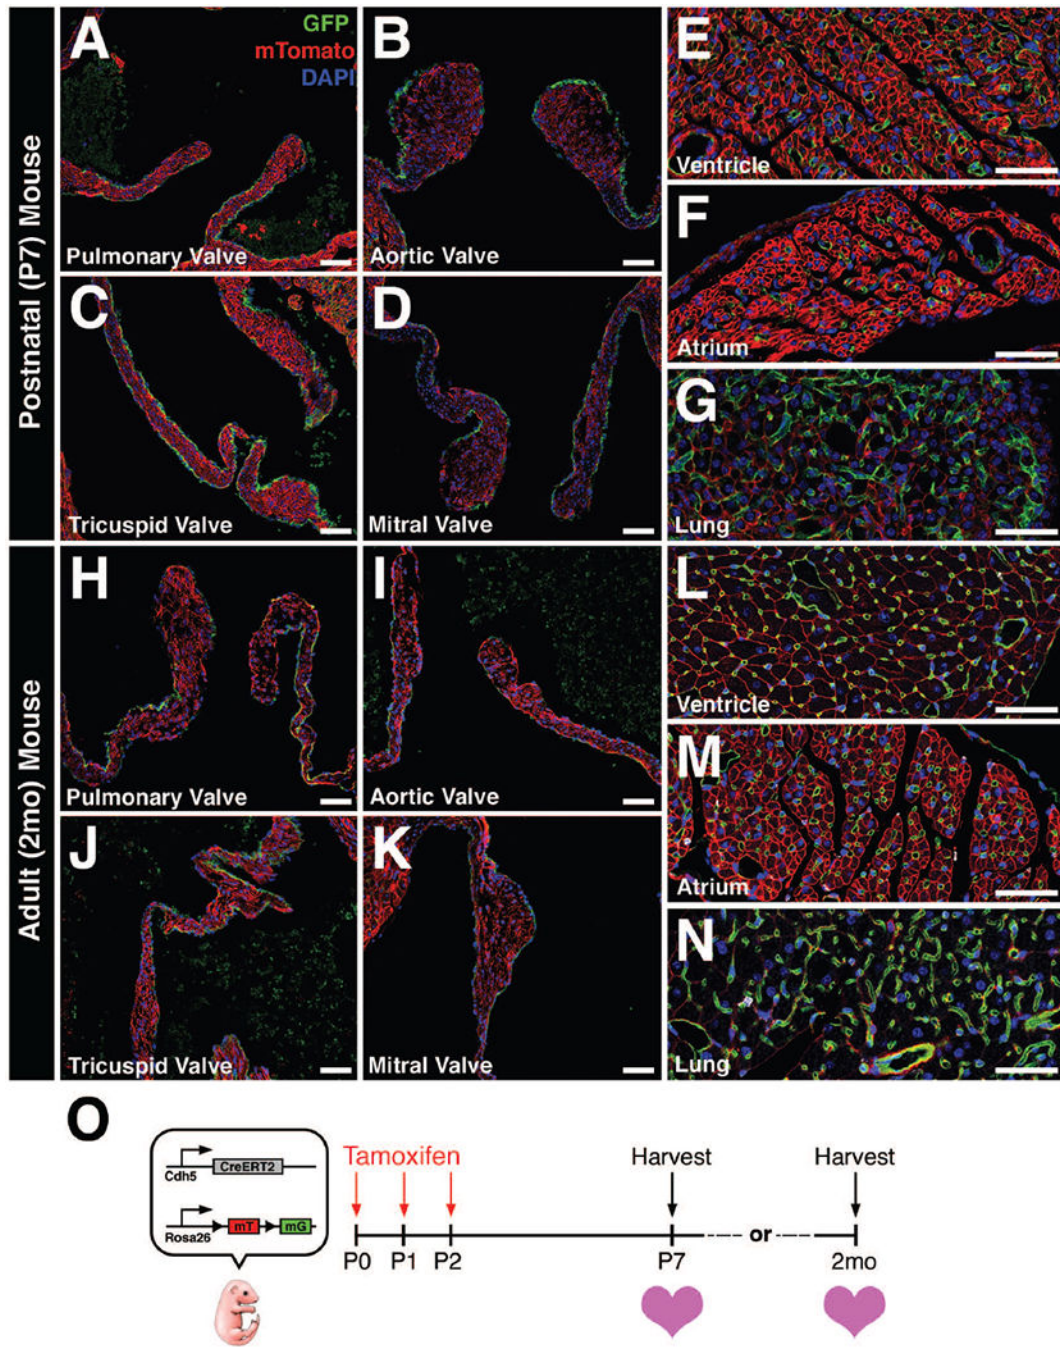 Postnatal (P7) Mouse
A
GFP
mTomato
DAPI
Pulmonary Valve
B
Aortic Valve
C
Tricuspid Valve
D
Mitral Valve
E
Ventricle
F
Atrium
G
Lung
Adult (2mo) Mouse
H
Pulmonary Valve
I
Aortic Valve
J
Tricuspid Valve
K
Mitral Valve
L
Ventricle
M
Atrium
N
Lung
O
Cdh5
CreERT2
Rosa26
mT
mG
Tamoxifen
Harvest
Harvest
P0
P1
P2
P7
or
2mo